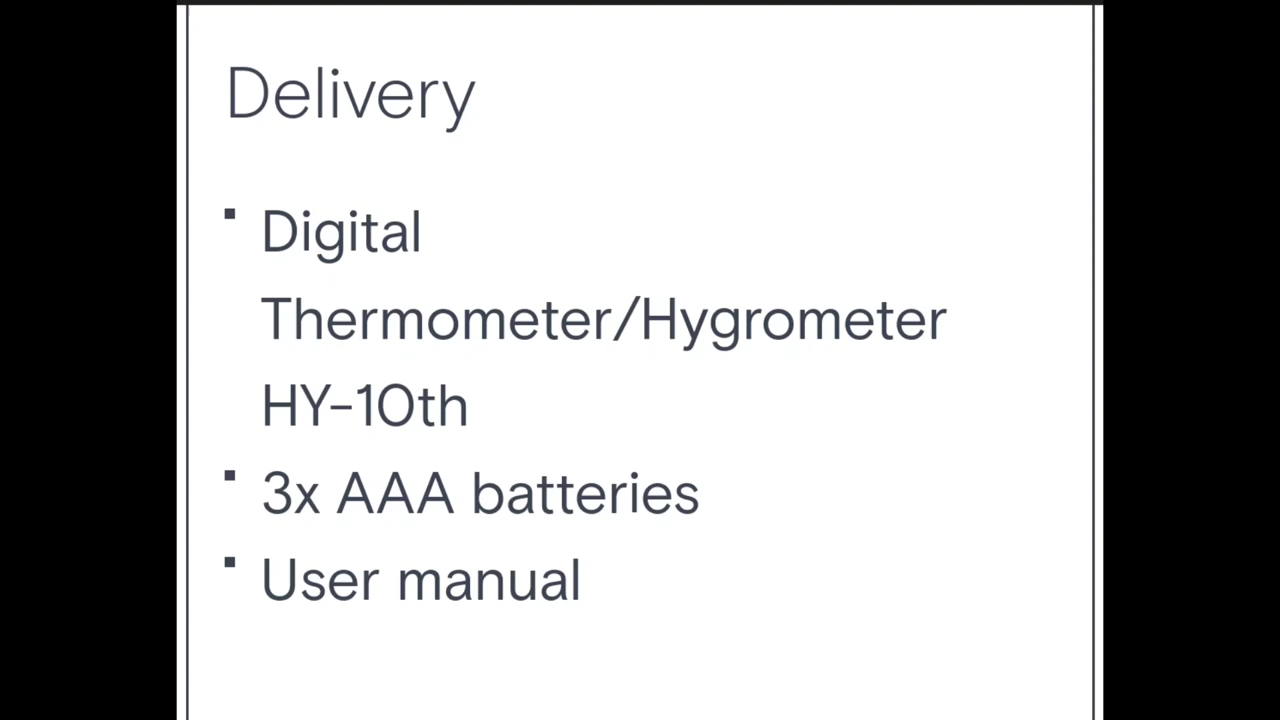 Delivery
▪ Digital
Thermometer/Hygrometer
HY-10th
▪ 3x AAA batteries
▪ User manual